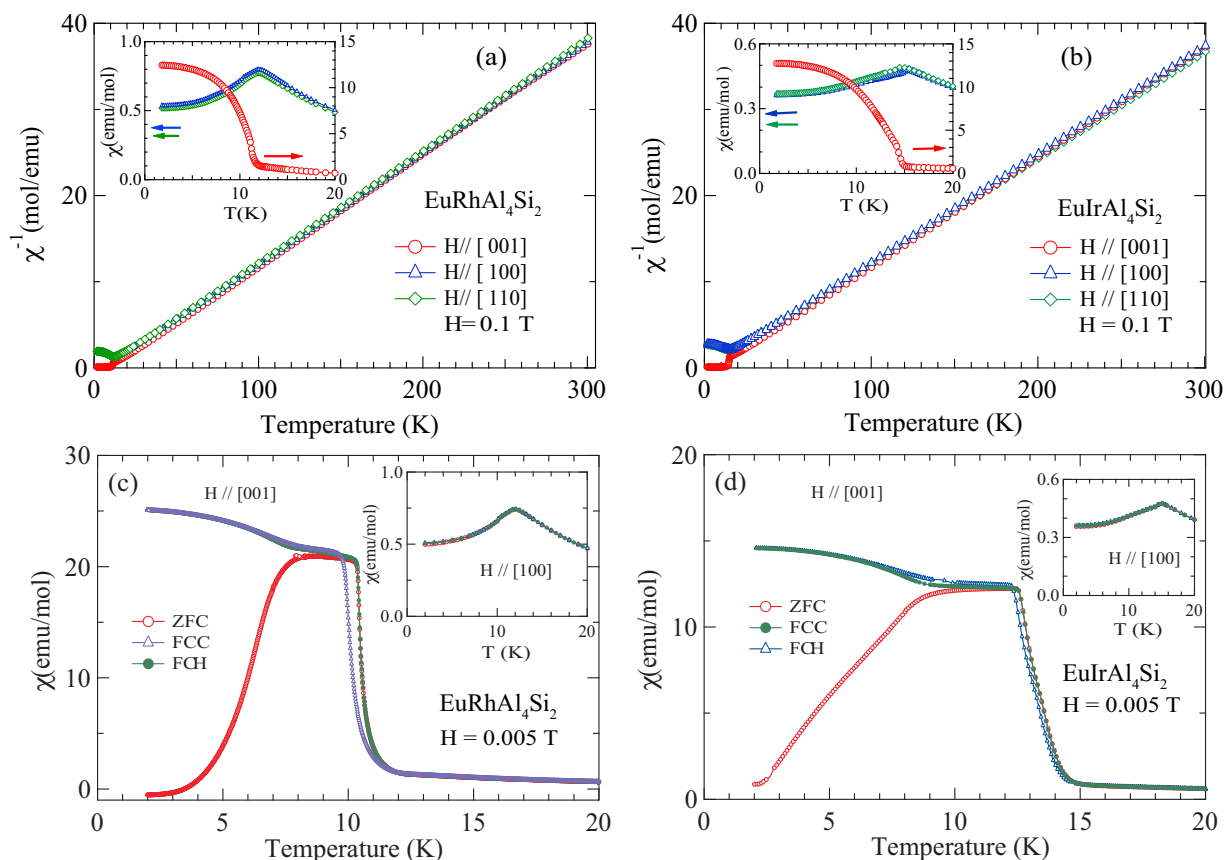 (a)
χ⁻¹(mol/emu)
40
20
0
0
100
200
300
Temperature (K)
EuRhAl₄Si₂
H// [ 001]
H// [ 100]
H// [ 110]
H= 0.1 T
χ(emu/mol)
1.0
0.5
0.0
15
10
5
0
0
10
20
T(K)
(b)
χ⁻¹(mol/emu)
40
20
0
0
100
200
300
Temperature (K)
EuIrAl₄Si₂
H // [001]
H // [100]
H // [110]
H = 0.1 T
χ(emu/mol )
0.6
0.3
0.0
15
10
5
0
0
10
20
T (K)
(c)
H // [001]
χ(emu/mol)
30
20
10
0
0
5
10
15
20
Temperature (K)
ZFC
FCC
FCH
EuRhAl₄Si₂
H = 0.005 T
χ(emu/mol)
1.0
0.5
0.0
0
10
20
T (K)
H // [100]
(d)
H // [001]
χ(emu/mol)
20
10
0
0
5
10
15
20
Temperature (K)
ZFC
FCC
FCH
EuIrAl₄Si₂
H = 0.005 T
χ(emu/mol)
0.6
0.3
0.0
0
10
20
T (K)
H // [100]